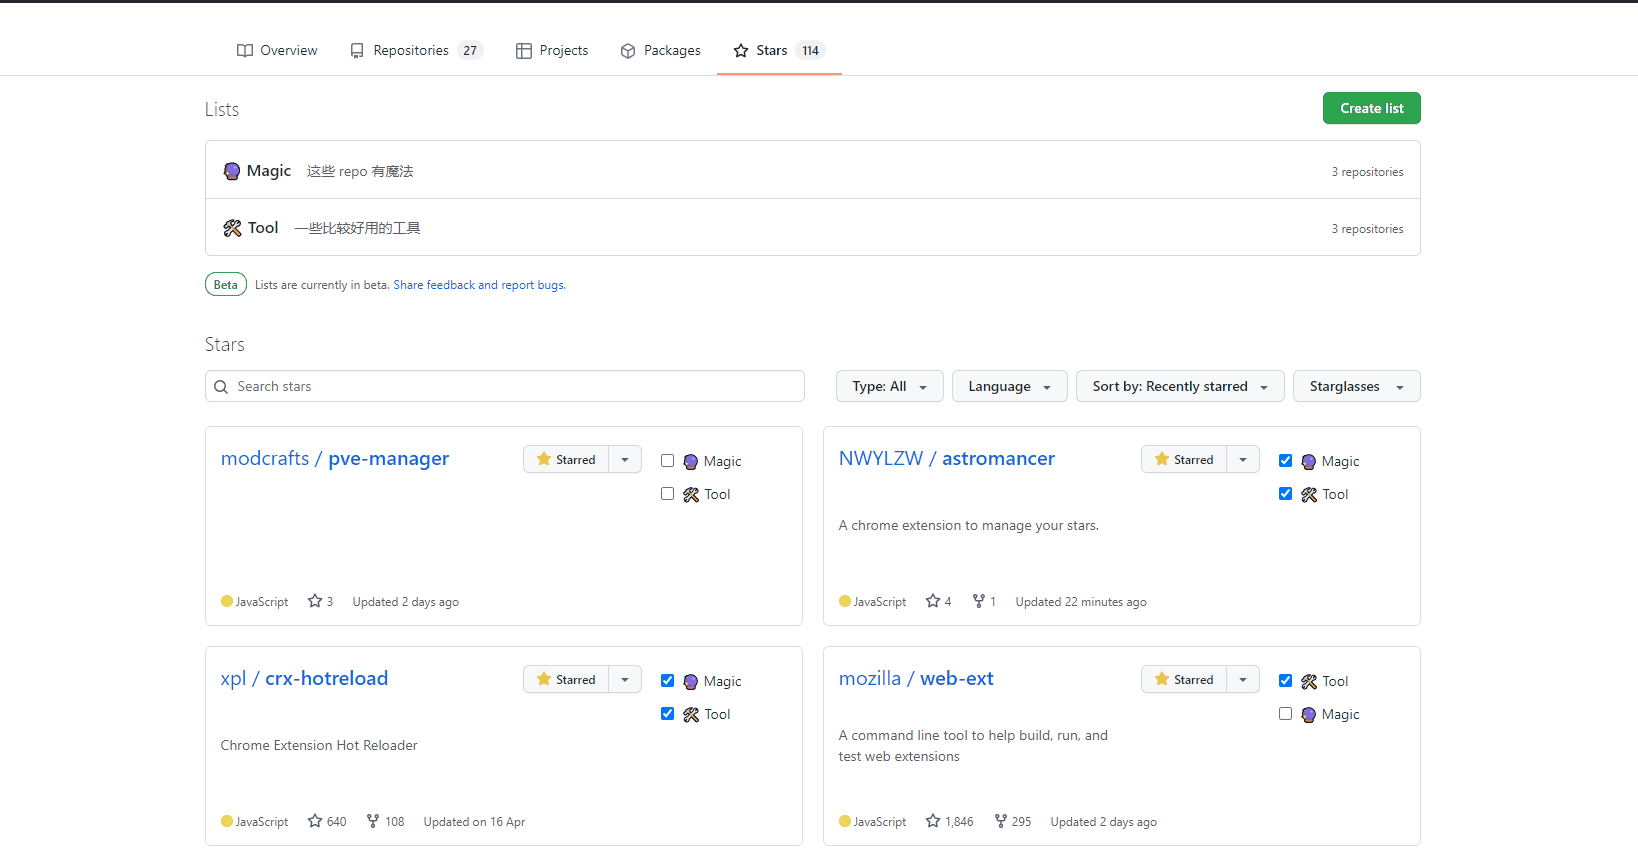 Overview Repositories 27 Projects Packages Stars 114
Lists
Create list
Magic 这些 repo 有魔法 3 repositories
Tool 一些比较好用的工具 3 repositories
Beta Lists are currently in beta. Share feedback and report bugs.
Stars
Search stars Type: All Language Sort by: Recently starred Starglasses
modcrafts / pve-manager Starred Magic
Tool
JavaScript 3 Updated 2 days ago
NWYLZW / astromancer Starred Magic
Tool
A chrome extension to manage your stars.
JavaScript 4 1 Updated 22 minutes ago
xpl / crx-hotreload Starred Magic
Tool
Chrome Extension Hot Reloader
JavaScript 640 108 Updated on 16 Apr
mozilla / web-ext Starred Tool
Magic
A command line tool to help build, run, and
test web extensions
JavaScript 1,846 295 Updated 2 days ago